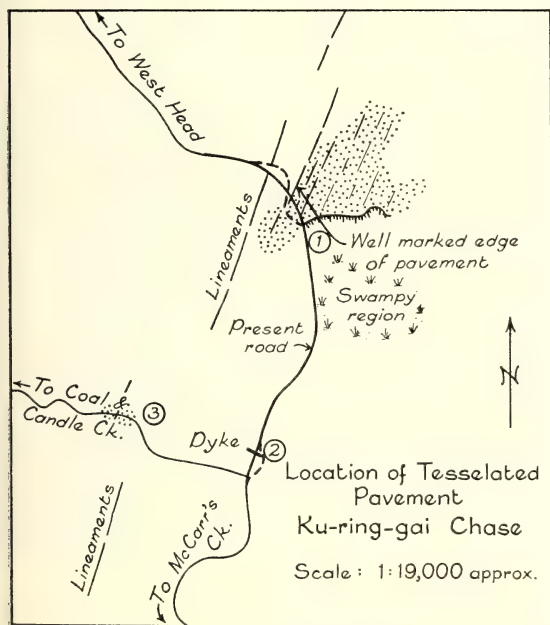 To West Head
Lineaments
①
Well marked edge
of pavement
Swampy
region
Present
road
N
To Coal &
Candle Ck.
③
Dyke
②
Lineaments
To McCarr's
Ck.
Location of Tesselated
Pavement
Ku-ring-gai Chase
Scale : 1:19,000 approx.